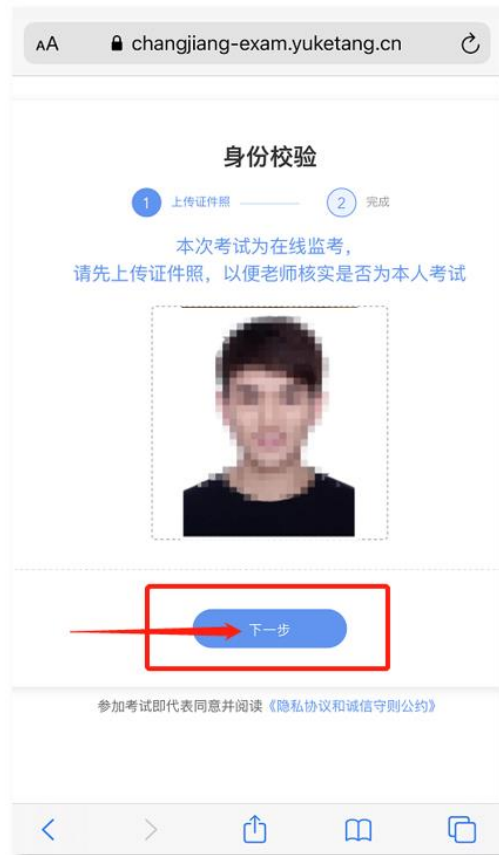 AA changjiang-exam.yuketang.cn
身份校验
1 上传证件照 2 完成
本次考试为在线监考，
请先上传证件照，以便老师核实是否为本人考试
下一步
参加考试即代表同意并阅读《隐私协议和诚信守则公约》